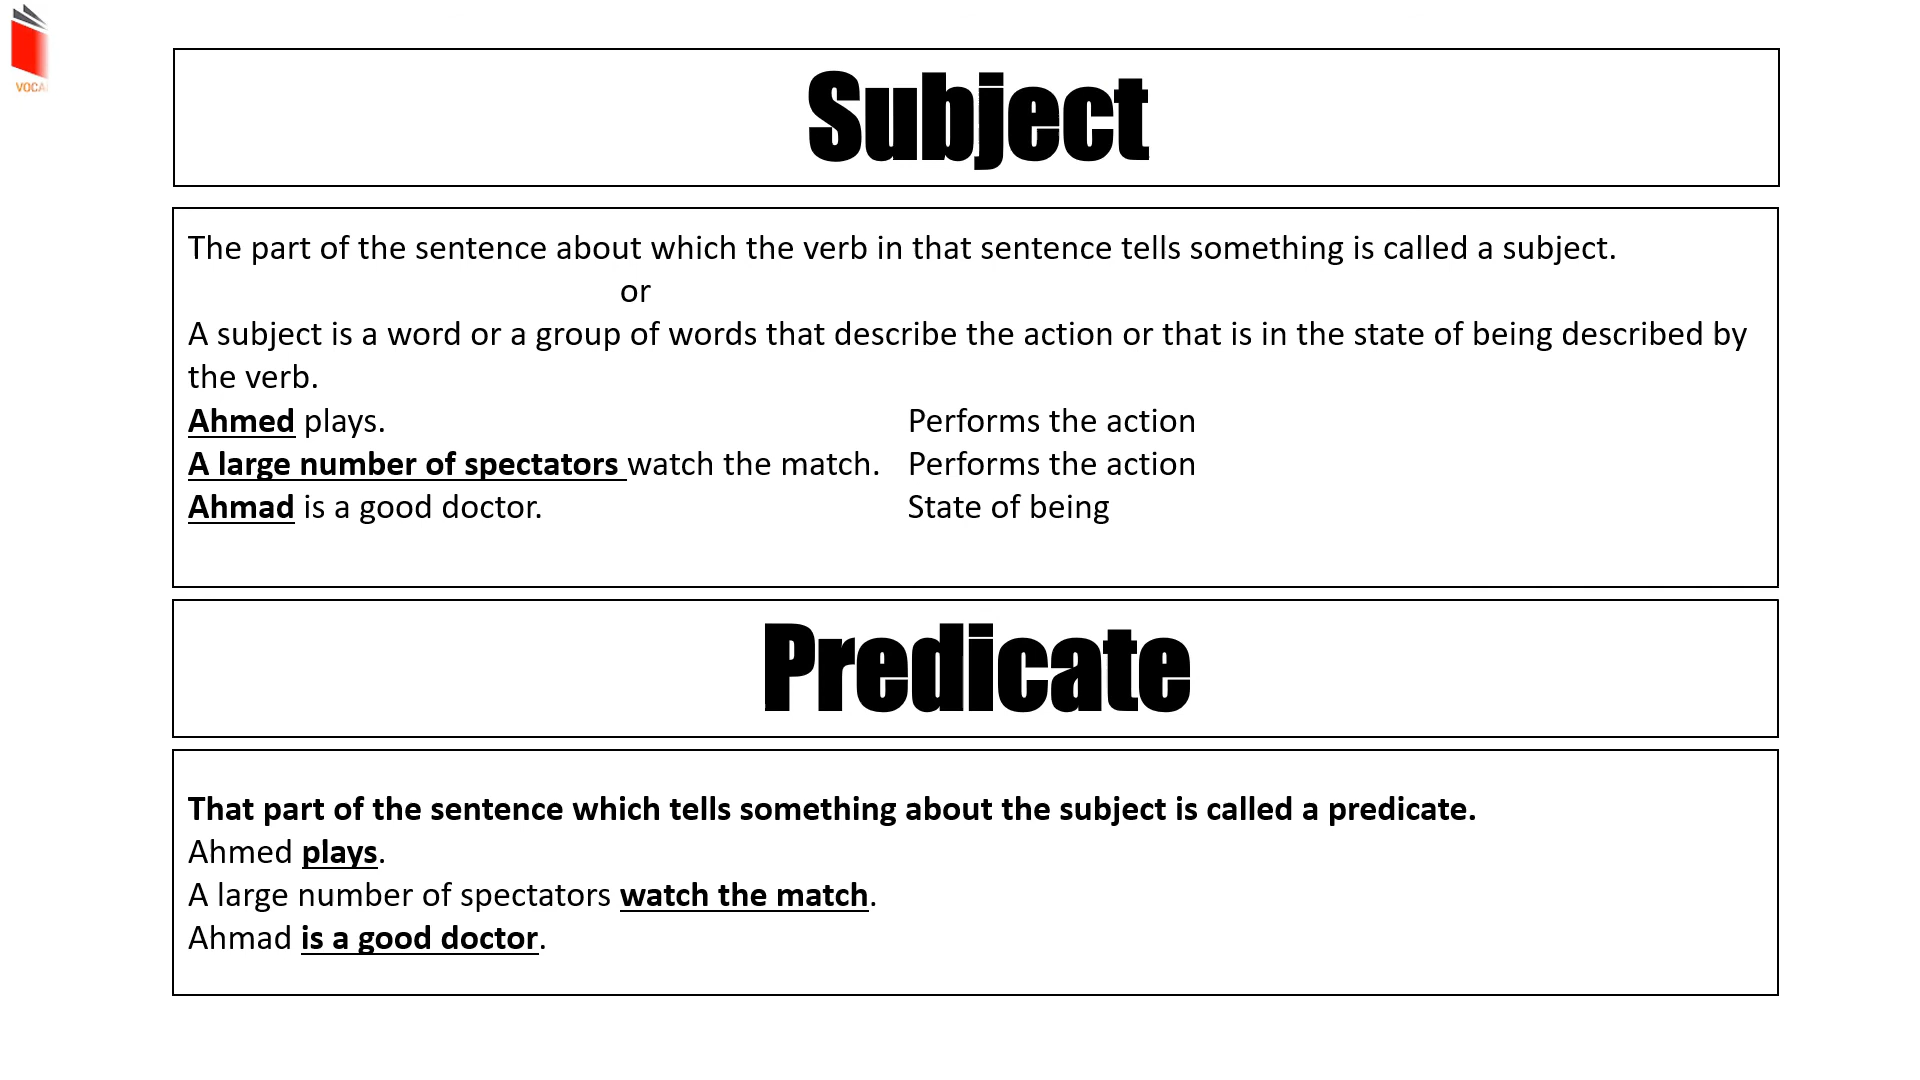 VOCA
Subject
The part of the sentence about which the verb in that sentence tells something is called a subject.
or
A subject is a word or a group of words that describe the action or that is in the state of being described by
the verb.
Ahmed plays. Performs the action
A large number of spectators watch the match. Performs the action
Ahmad is a good doctor. State of being
Predicate
That part of the sentence which tells something about the subject is called a predicate.
Ahmed plays.
A large number of spectators watch the match.
Ahmad is a good doctor.